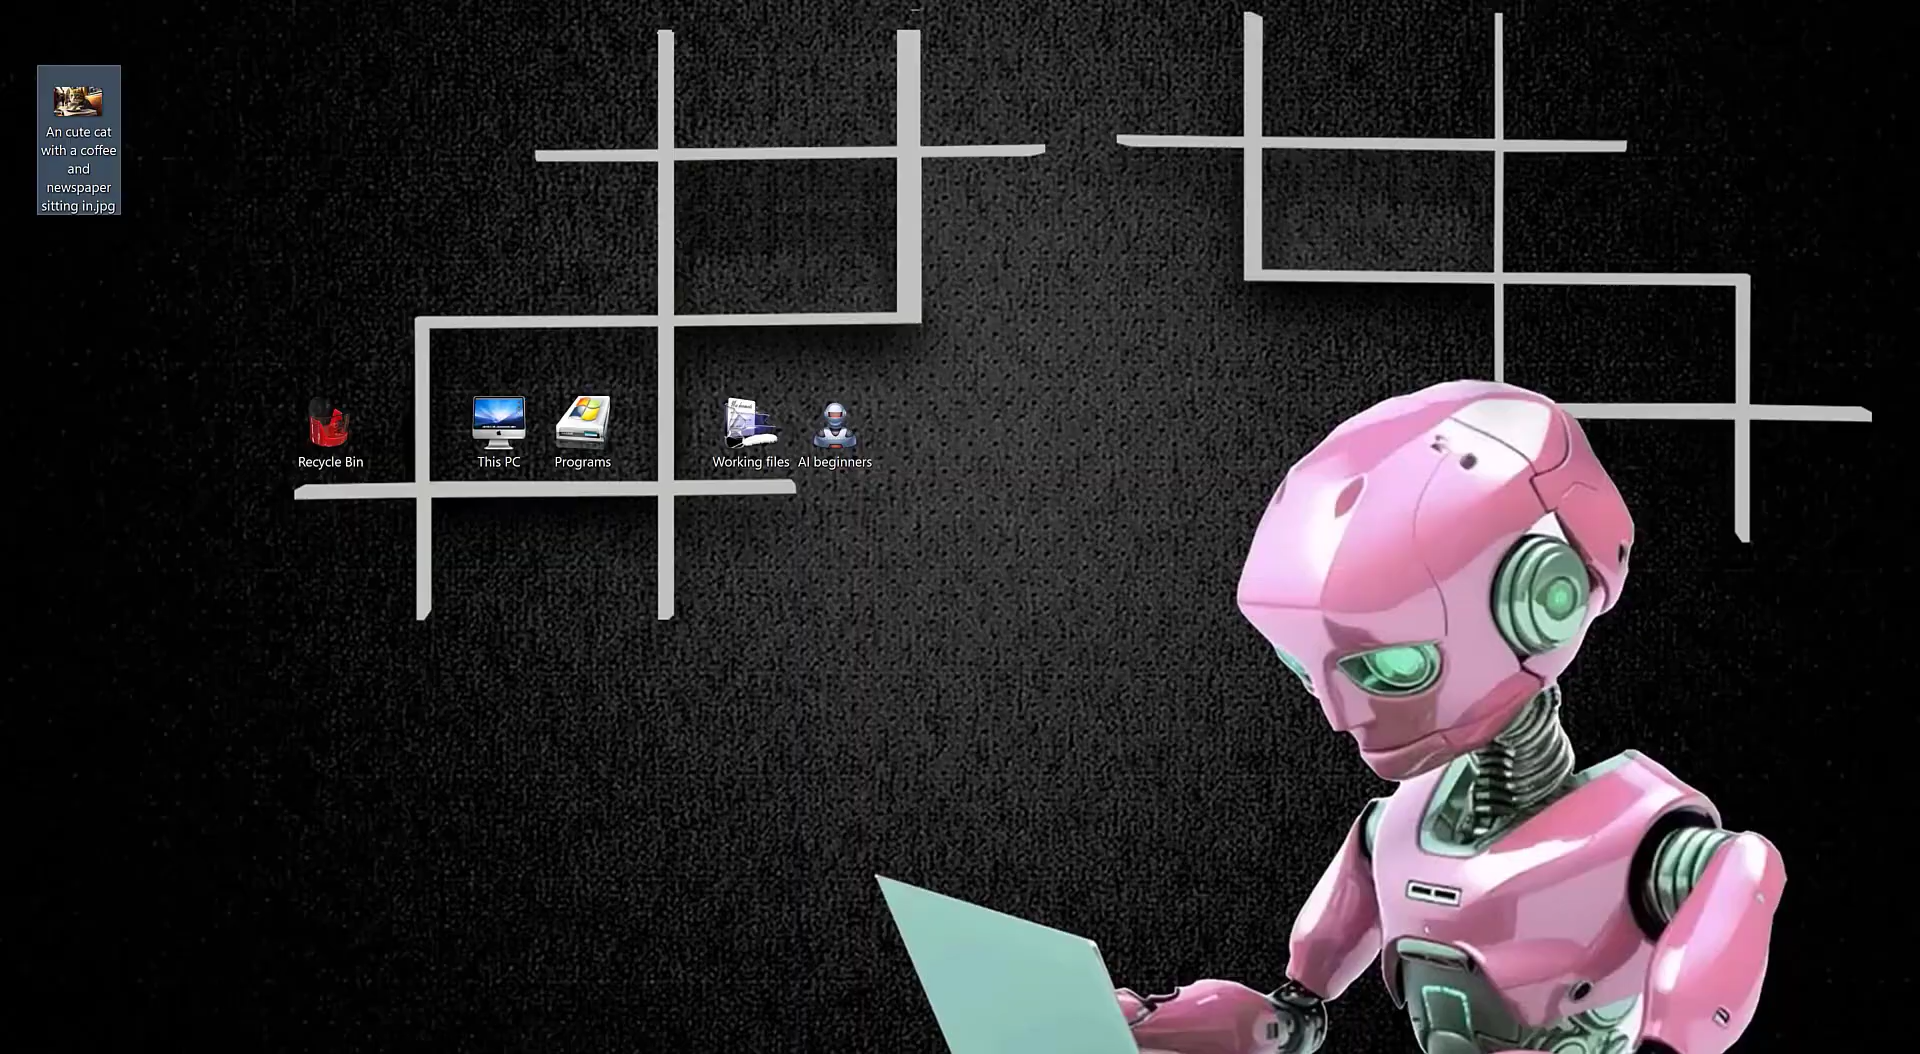 An cute cat
with a coffee
and
newspaper
sitting in.jpg
Recycle Bin
This PC
Programs
Working files
AI beginners